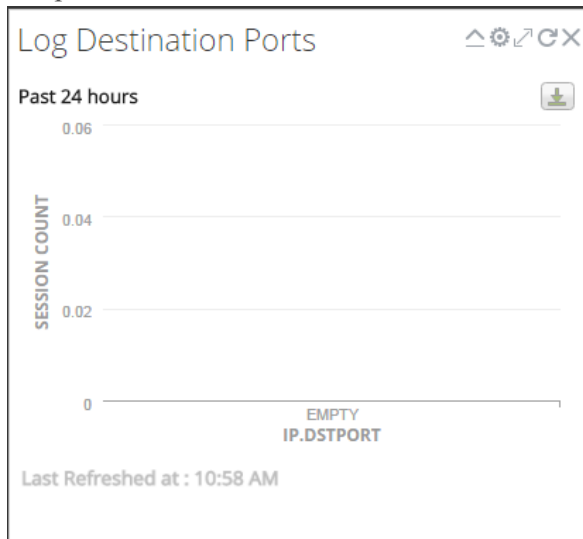 Log Destination Ports
Past 24 hours
0.06
0.04
0.02
0
SESSION COUNT
EMPTY
IP.DSTPORT
Last Refreshed at : 10:58 AM